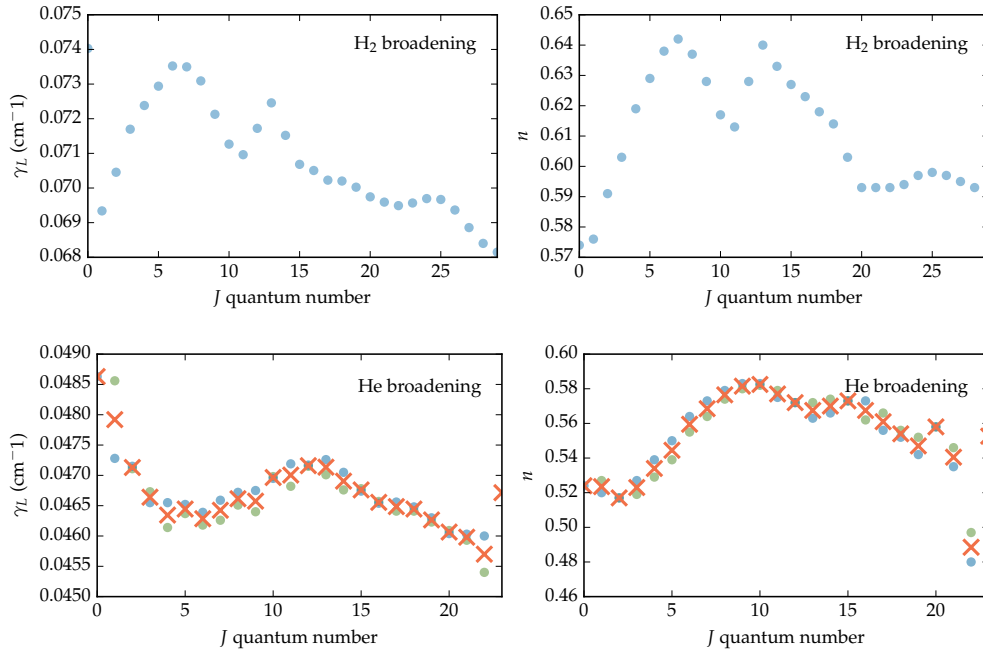 0.074
0.073
0.072
0.071
0.070
0.069
0.068
γL (cm−1)
H2 broadening
0 5 10 15 20 25
J quantum number
0.65
0.64
0.63
0.62
0.61
0.60
0.59
0.58
0.57
n
H2 broadening
0 5 10 15 20 25
J quantum number
0.0490
0.0485
0.0480
0.0475
0.0470
0.0465
0.0460
0.0455
0.0450
γL (cm−1)
He broadening
0 5 10 15 20
J quantum number
0.60
0.58
0.56
0.54
0.52
0.50
0.48
0.46
n
He broadening
0 5 10 15 20
J quantum number